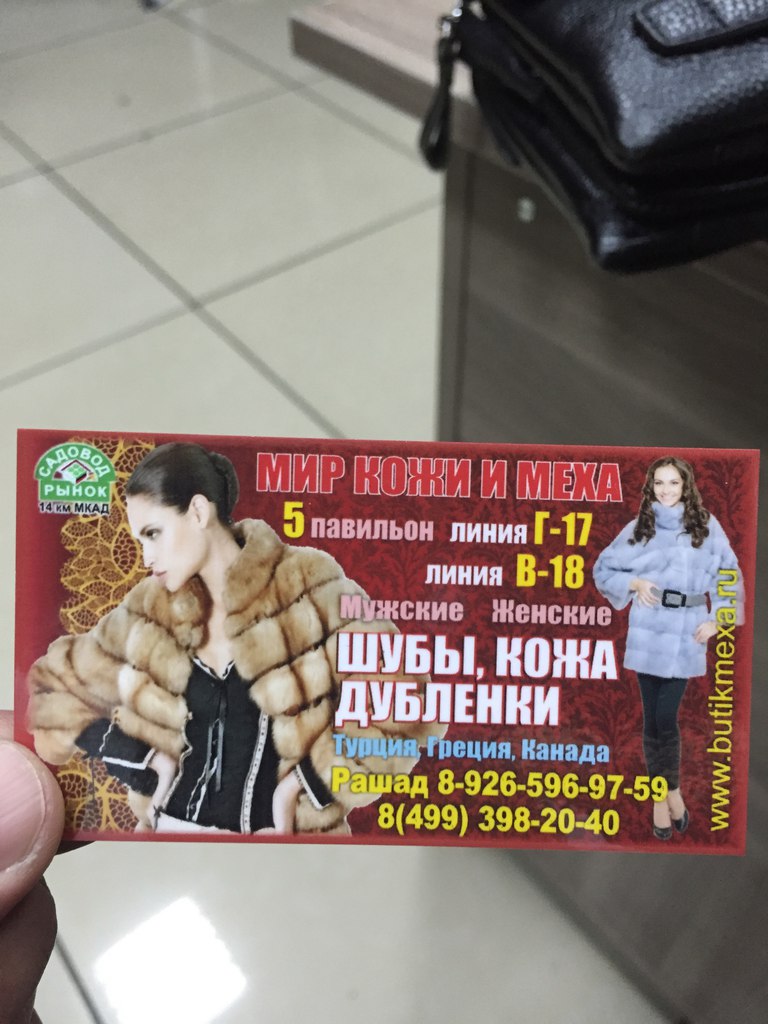 САДОВОД
РЫНОК
14 км МКАД
МИР КОЖИ И МЕХА
5 павильон линия Г-17
линия В-18
Мужские Женские
ШУБЫ, КОЖА
ДУБЛЕНКИ
Турция, Греция, Канада
Рашад 8-926-596-97-59
8(499) 398-20-40
www.butikmexa.ru